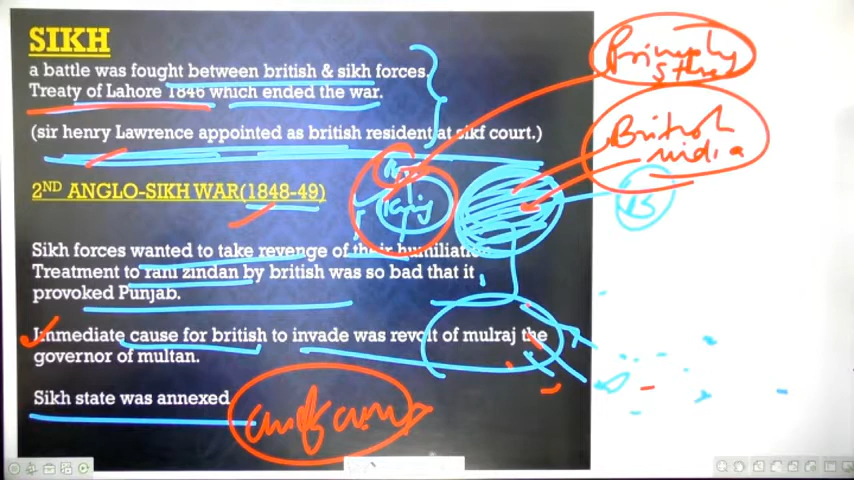 SIKH
a battle was fought between british & sikh forces.
Treaty of Lahore 1846 which ended the war.
(sir henry Lawrence appointed as british resident at sikf court.)
2ND ANGLO-SIKH WAR(1848-49)
Sikh forces wanted to take revenge of their humiliation
Treatment to rani zindan by british was so bad that it
provoked Punjab.
Immediate cause for british to invade was revolt of mulraj the
governor of multan.
Sikh state was annexed
British
india
King